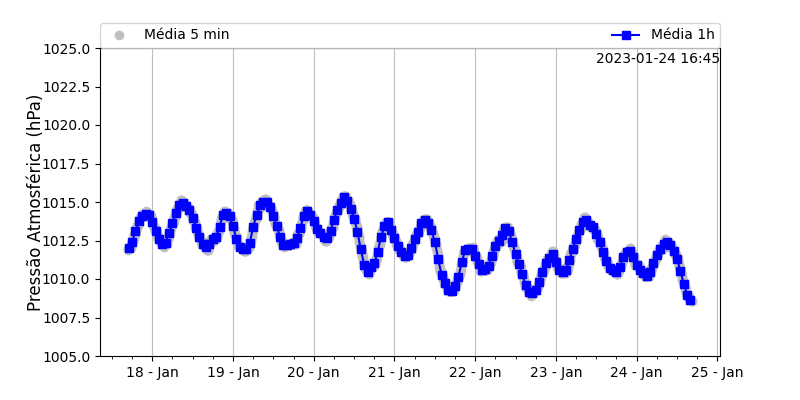 Média 5 min
Média 1h
2023-01-24 16:45
Pressão Atmosférica (hPa)
1025.0
1022.5
1020.0
1017.5
1015.0
1012.5
1010.0
1007.5
1005.0
18 - Jan
19 - Jan
20 - Jan
21 - Jan
22 - Jan
23 - Jan
24 - Jan
25 - Jan